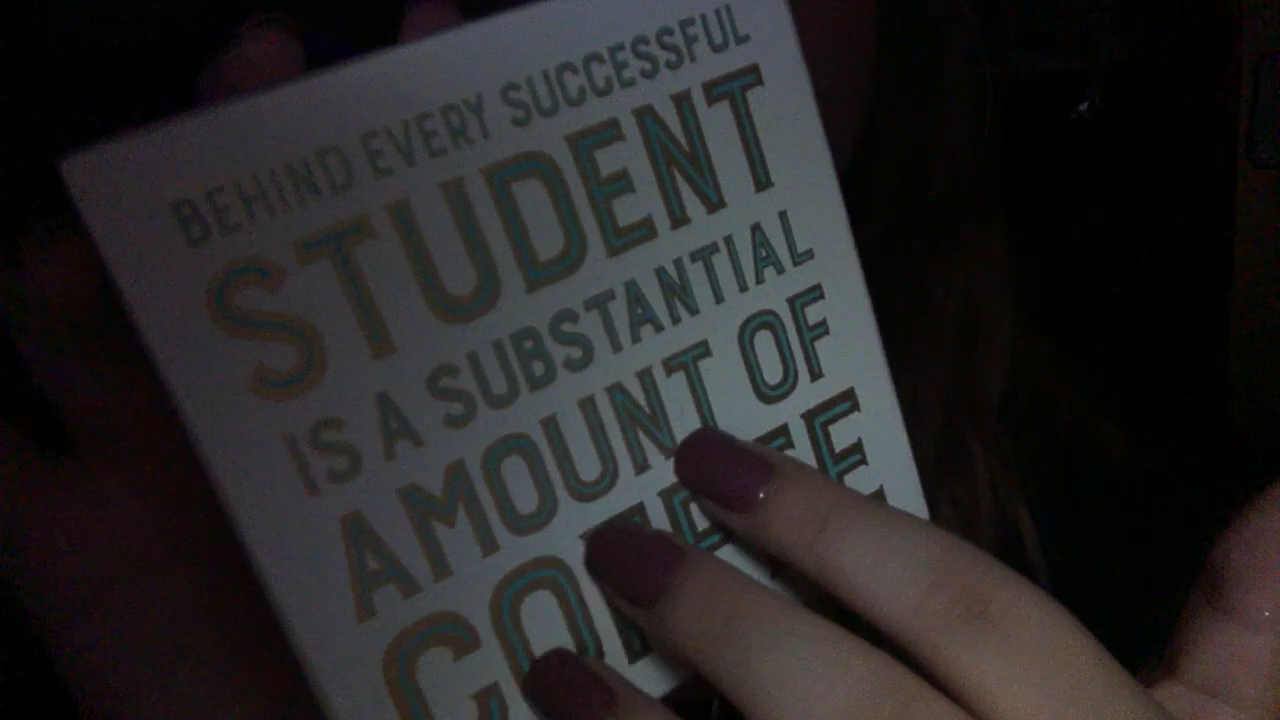 BEHIND EVERY SUCCESSFUL
STUDENT
IS A SUBSTANTIAL
AMOUNT OF